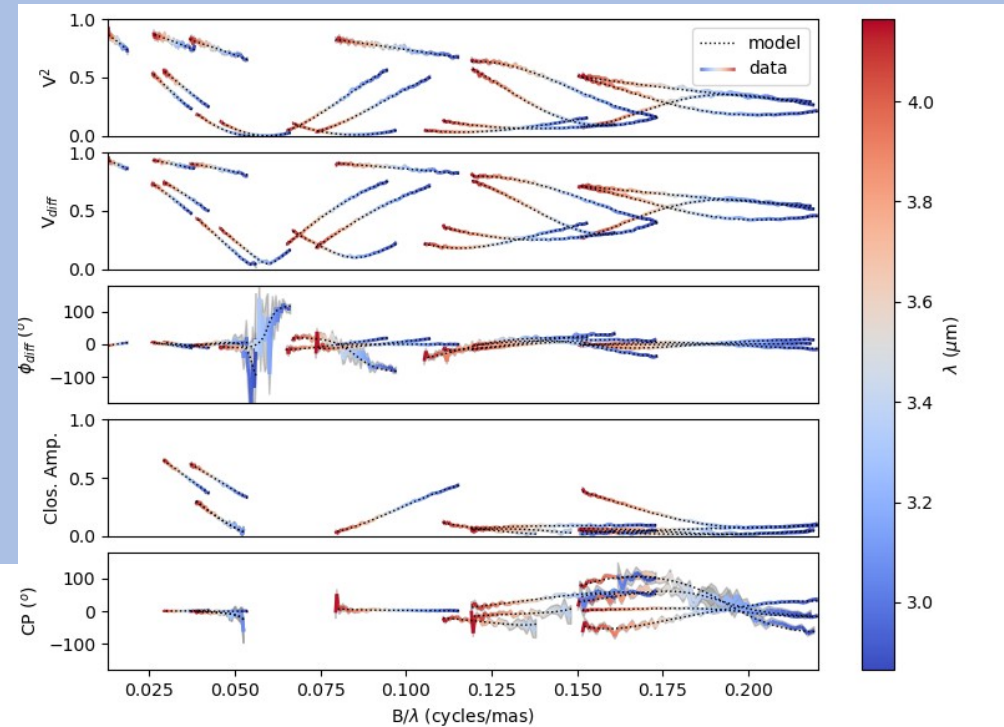 1.0
0.5
0.0
V²
model
data
1.0
0.5
0.0
V_diff
100
0
−100
ϕ_diff (°)
1.0
0.5
0.0
Clos. Amp.
100
0
−100
CP (°)
0.025 0.050 0.075 0.100 0.125 0.150 0.175 0.200
B/λ (cycles/mas)
4.0
3.8
3.6
3.4
3.2
3.0
λ (μm)